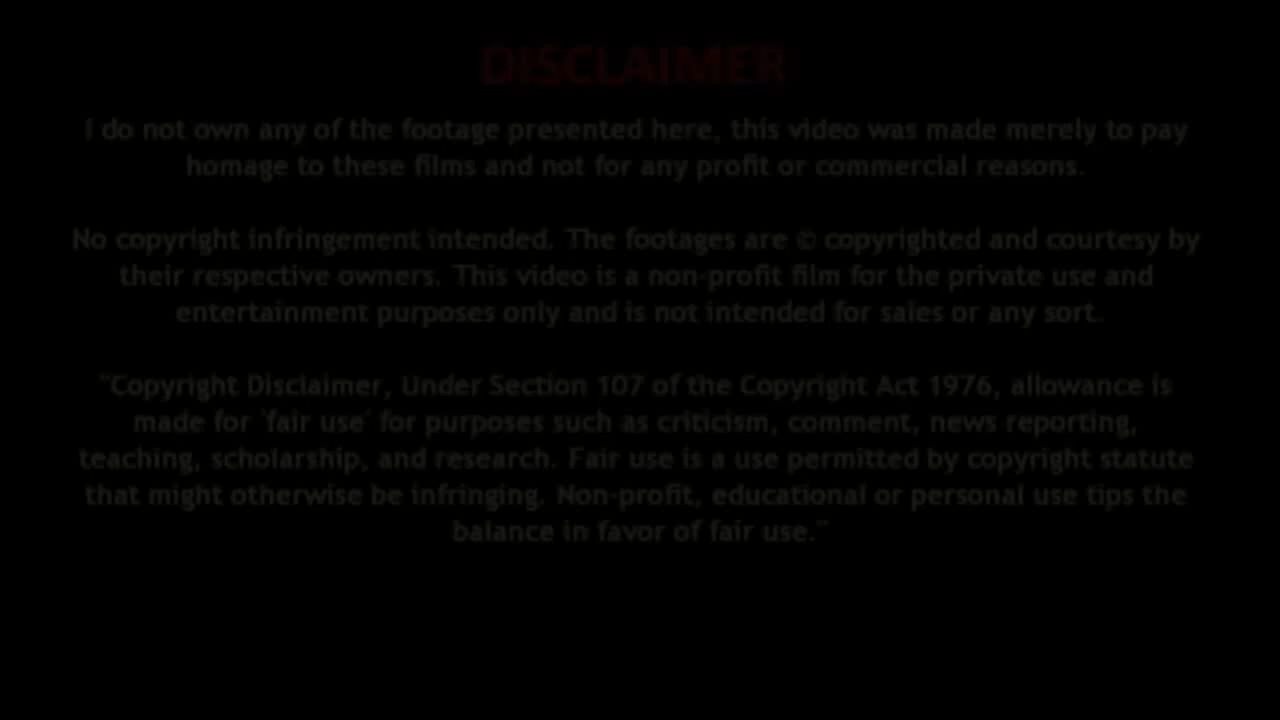 DISCLAIMER
I do not own any of the footage presented here, this video was made merely to pay
homage to these films and not for any profit or commercial reasons.
No copyright infringement intended. The footages are © copyrighted and courtesy by
their respective owners. This video is a non-profit film for the private use and
entertainment purposes only and is not intended for sales or any sort.
"Copyright Disclaimer, Under Section 107 of the Copyright Act 1976, allowance is
made for 'fair use' for purposes such as criticism, comment, news reporting,
teaching, scholarship, and research. Fair use is a use permitted by copyright statute
that might otherwise be infringing. Non-profit, educational or personal use tips the
balance in favor of fair use."